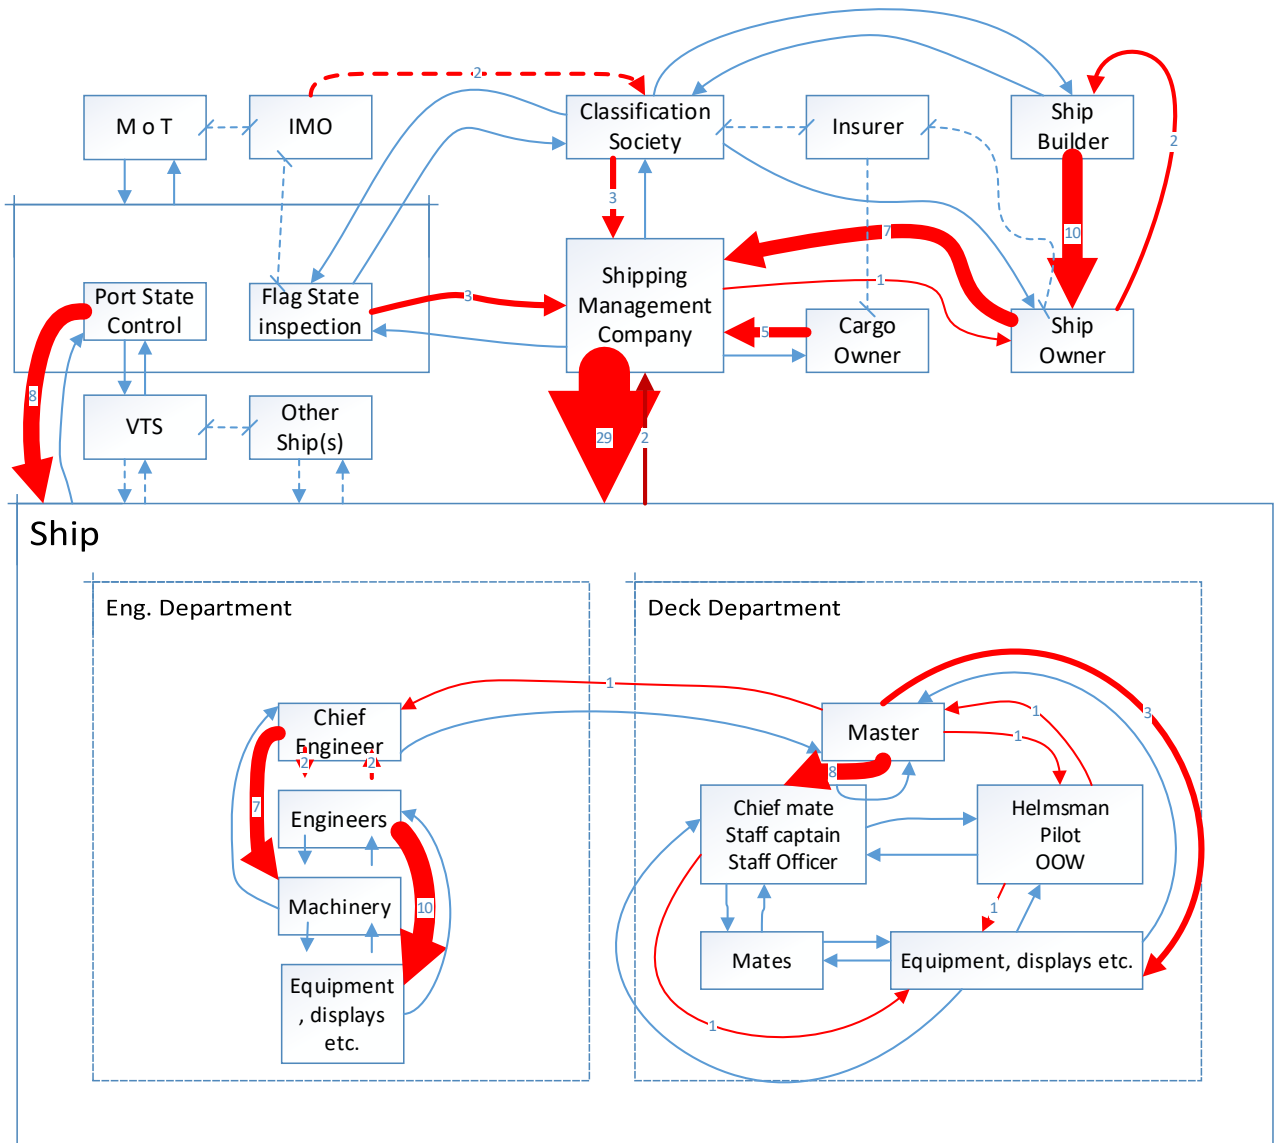 2
M o T
IMO
Classification
Society
Insurer
Ship
Builder
2
3
10
7
Port State
Control
Flag State
inspection
3
Shipping
Management
Company
1
5
Cargo
Owner
Ship
Owner
8
VTS
Other
Ship(s)
29
2
Ship
Eng. Department
Deck Department
1
Chief
Engineer
2
2
7
Engineers
10
Machinery
Equipment
, displays
etc.
Master
1
1
3
8
Chief mate
Staff captain
Staff Officer
Helmsman
Pilot
OOW
1
Mates
Equipment, displays etc.
1